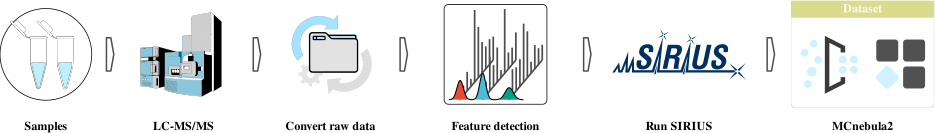 Dataset
SIRIUS
Samples
LC-MS/MS
Convert raw data
Feature detection
Run SIRIUS
MCnebula2